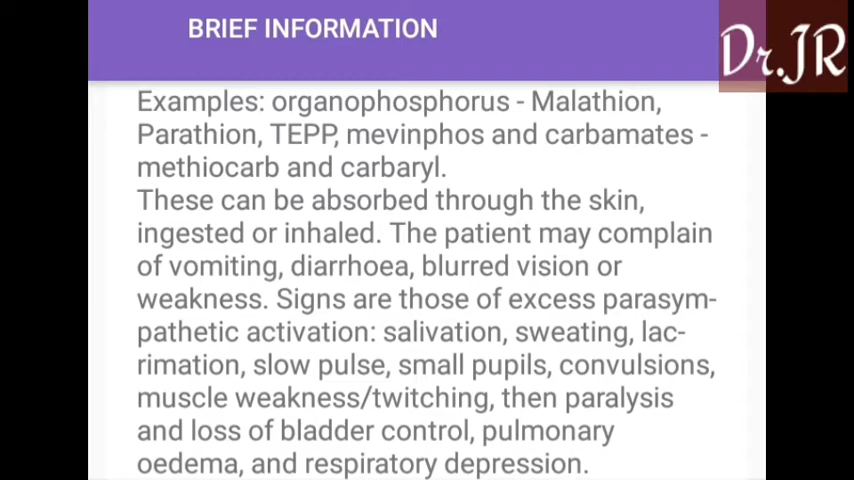 BRIEF INFORMATION
Dr.JR
Examples: organophosphorus - Malathion,
Parathion, TEPP, mevinphos and carbamates -
methiocarb and carbaryl.
These can be absorbed through the skin,
ingested or inhaled. The patient may complain
of vomiting, diarrhoea, blurred vision or
weakness. Signs are those of excess parasym-
pathetic activation: salivation, sweating, lac-
rimation, slow pulse, small pupils, convulsions,
muscle weakness/twitching, then paralysis
and loss of bladder control, pulmonary
oedema, and respiratory depression.